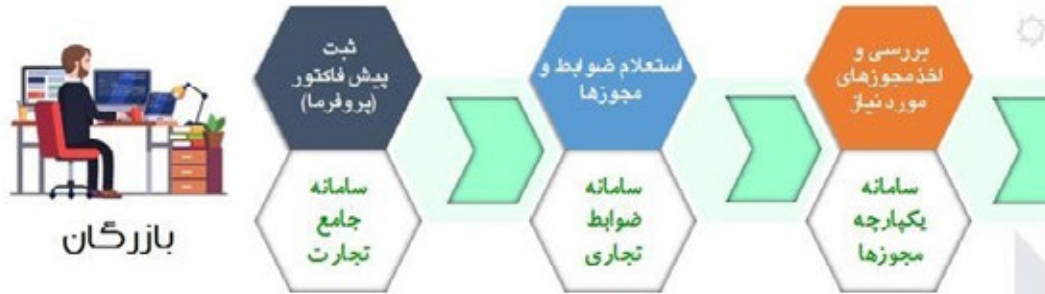 ثبت
پیش فاکتور
(پروفرما)
سامانه
جامع
تجارت
استعلام ضوابط و
مجوزها
سامانه
ضوابط
تجاری
بررسی و
اخذ مجوزهای
مورد نیاز
سامانه
یکپارچه
مجوزها
بازرگان